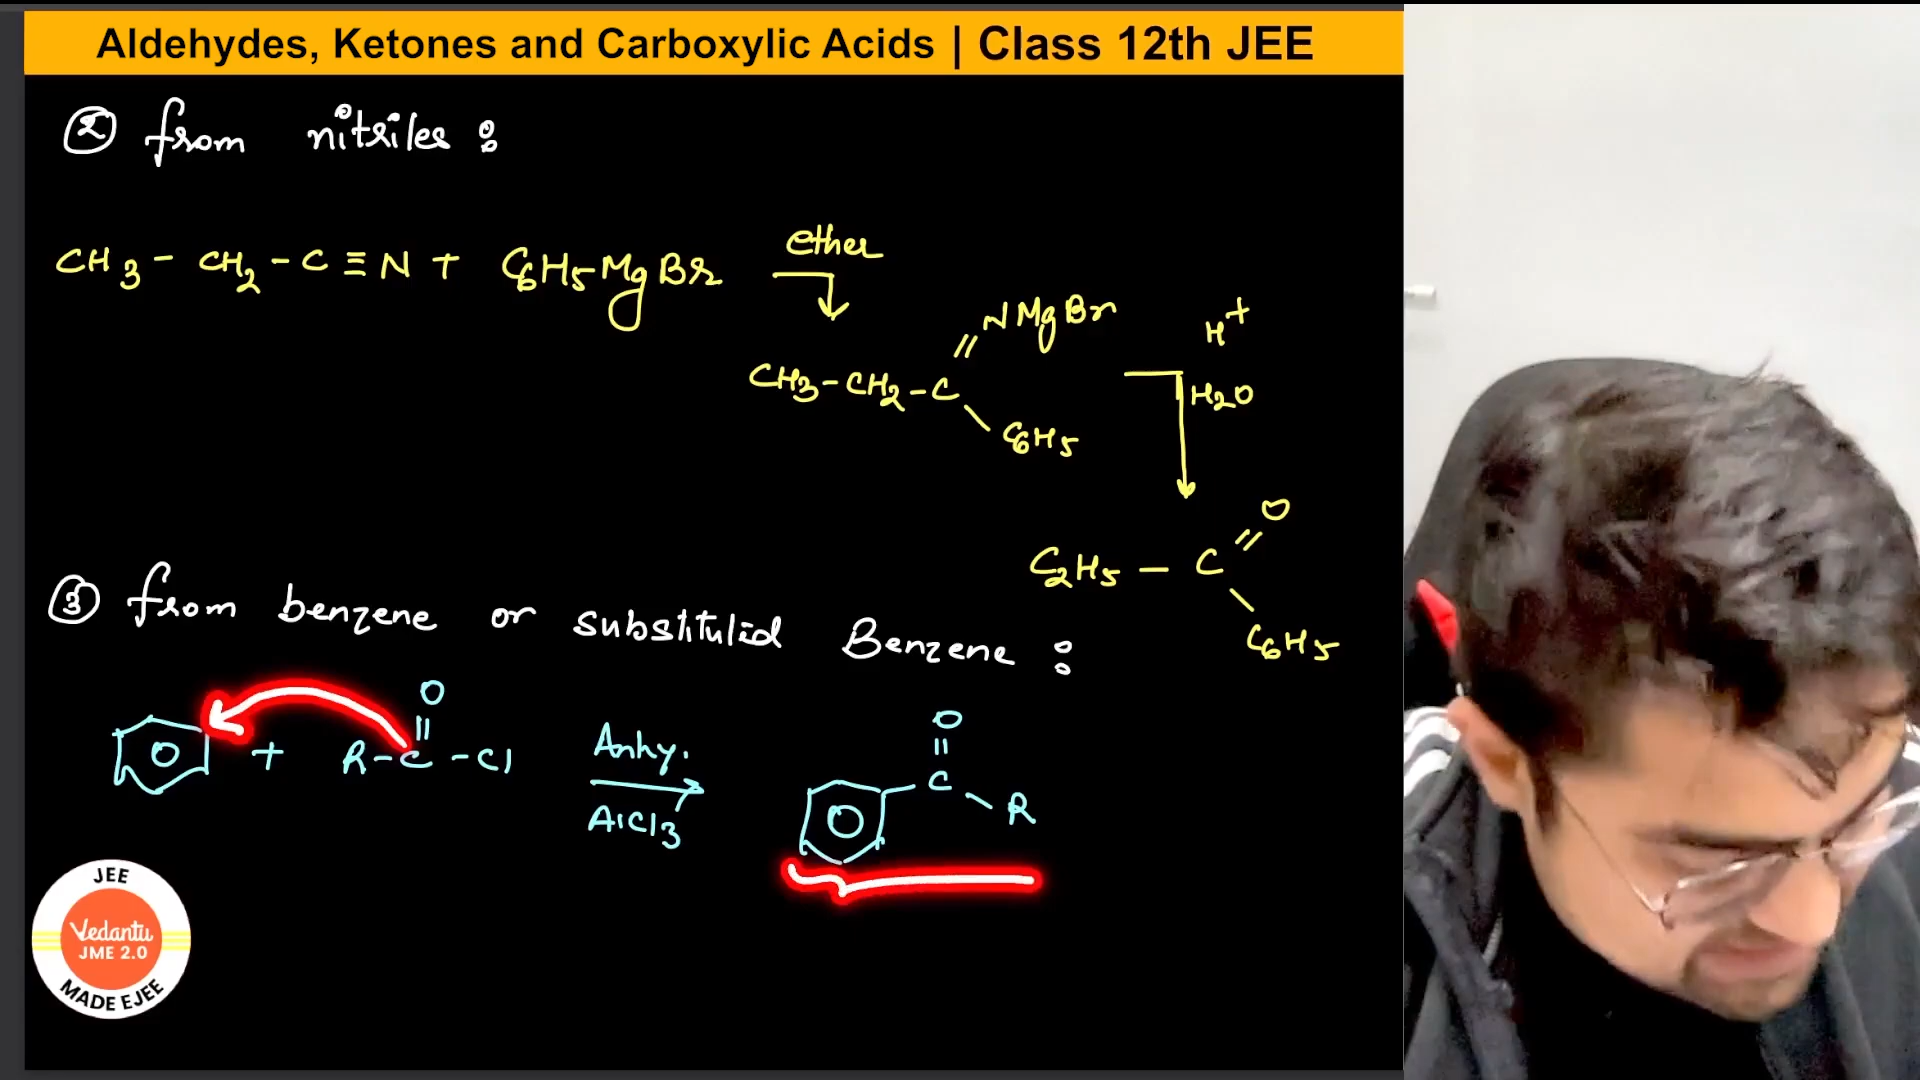 Aldehydes, Ketones and Carboxylic Acids | Class 12th JEE
② from nitriles :
CH3 - CH2 - C ≡ N + C6H5MgBr
ether
NMgBr
CH3 - CH2 - C
C6H5
H+
H2O
O
C2H5 - C
C6H5
③ from benzene or substituted Benzene :
O
+ R - C - Cl
Anhy.
AlCl3
O
C
R
JEE
Vedantu
JME 2.0
MADE EJEE